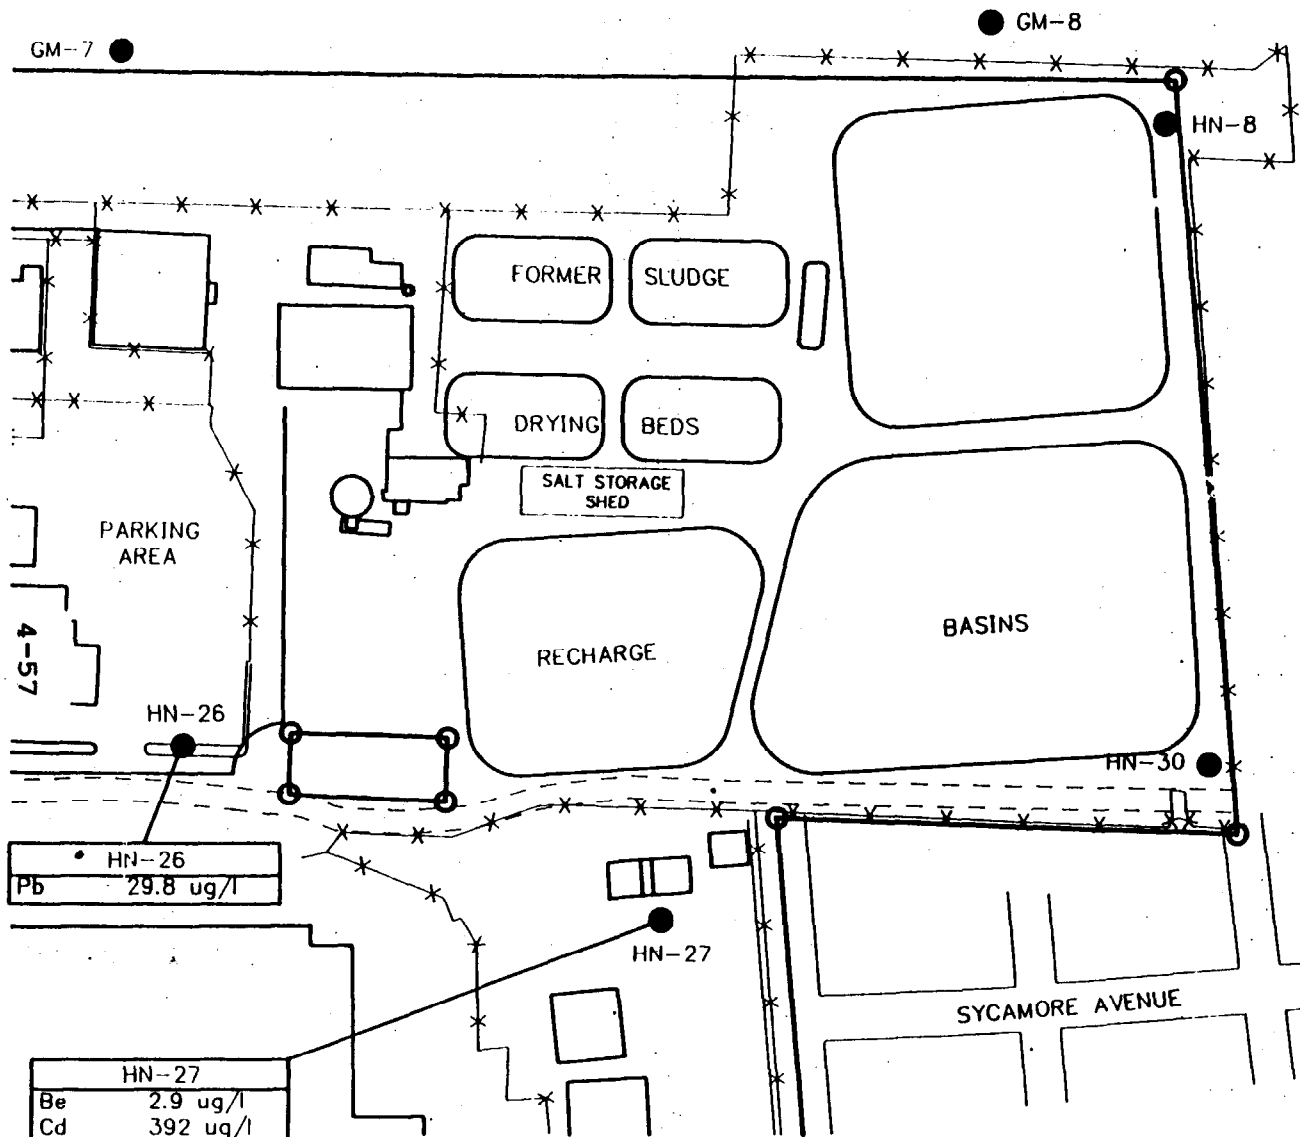 GM-7
GM-8
HN-8
FORMER SLUDGE
DRYING BEDS
SALT STORAGE
SHED
PARKING
AREA
4-57
RECHARGE
BASINS
HN-26
HN-30
HN-26
Pb 29.8 ug/l
HN-27
SYCAMORE AVENUE
HN-27
Be 2.9 ug/l
Cd 392 ug/l